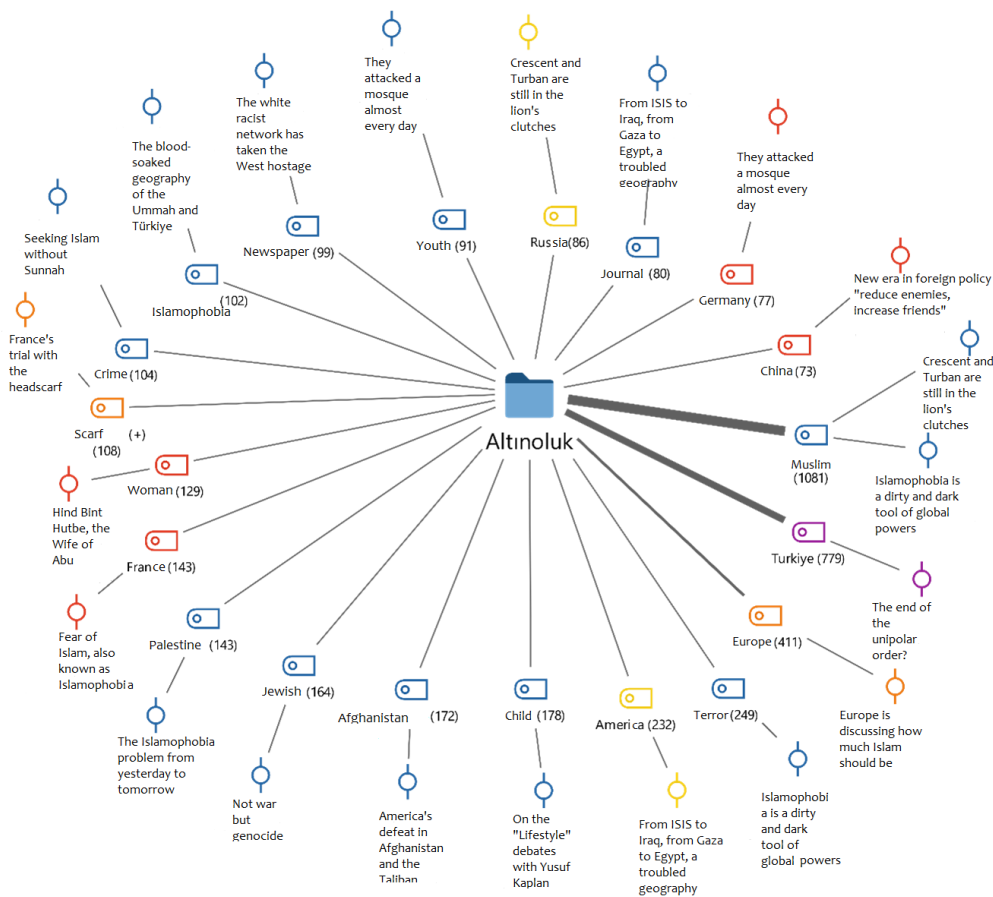 They
attacked a
mosque
almost
every day
Crescent and
Turban are
still in the
lion's
clutches
The white
racist
network has
taken the
West hostage
From ISIS to
Iraq, from
Gaza to
Egypt, a
troubled
geography
They attacked
a mosque
almost every
day
The blood-
soaked
geography
of the
Ummah and
Türkiye
Seeking Islam
without
Sunnah
Newspaper (99)
Youth (91)
Russia(86)
Journal (80)
Germany (77)
New era in foreign policy
"reduce enemies,
increase friends"
(102)
Islamophobia
France's
trial with
the
headscarf
Crime (104)
China (73)
Crescent and
Turban are
still in the
lion's
clutches
Scarf (+)
(108)
Altınoluk
Muslim
(1081)
Islamophobia is
a dirty and dark
tool of global
powers
Woman (129)
Hind Bint
Hutbe, the
Wife of
Abu
France (143)
Turkiye (779)
The end of
the
unipolar
order?
Fear of
Islam, also
known as
Islamophobia
Palestine (143)
Europe (411)
Jewish (164)
Afghanistan (172)
Child (178)
America (232)
Terror(249)
Europe is
discussing how
much Islam
should be
The Islamophobia
problem from
yesterday to
tomorrow
Not war
but
genocide
America's
defeat in
Afghanistan
and the
Taliban
On the
"Lifestyle"
debates
with Yusuf
Kaplan
From ISIS to
Iraq, from Gaza
to Egypt, a
troubled
geography
Islamophobi
a is a dirty
and dark
tool of
global powers